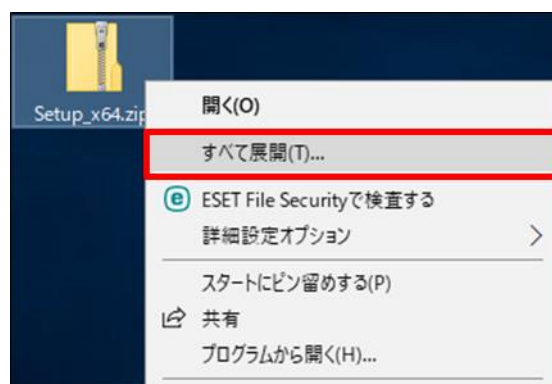 Setup_x64.zip
開く(O)
すべて展開(T)...
ESET File Securityで検査する
詳細設定オプション
スタートにピン留めする(P)
共有
プログラムから開く(H)...